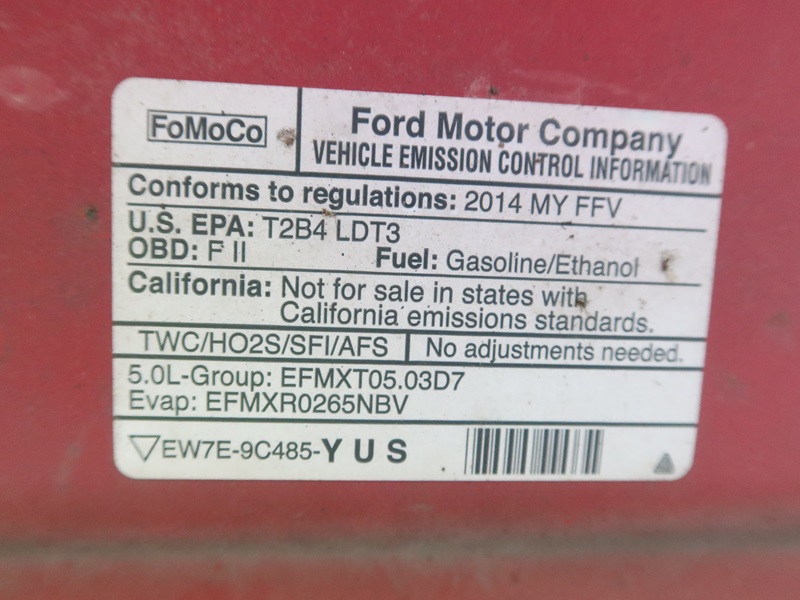 FoMoCo
Ford Motor Company
VEHICLE EMISSION CONTROL INFORMATION
Conforms to regulations: 2014 MY FFV
U.S. EPA: T2B4 LDT3
OBD: F II Fuel: Gasoline/Ethanol
California: Not for sale in states with
California emissions standards.
TWC/HO2S/SFI/AFS No adjustments needed.
5.0L-Group: EFMXT05.03D7
Evap: EFMXR0265NBV
EW7E-9C485-YUS